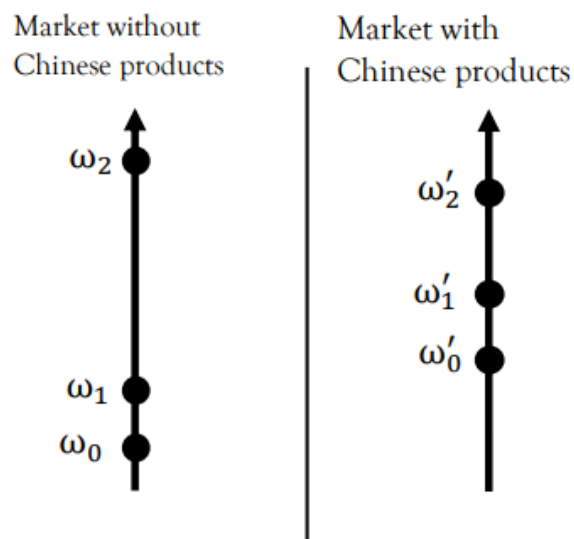 Market without
Chinese products
ω₂
ω₁
ω₀
Market with
Chinese products
ω′₂
ω′₁
ω′₀